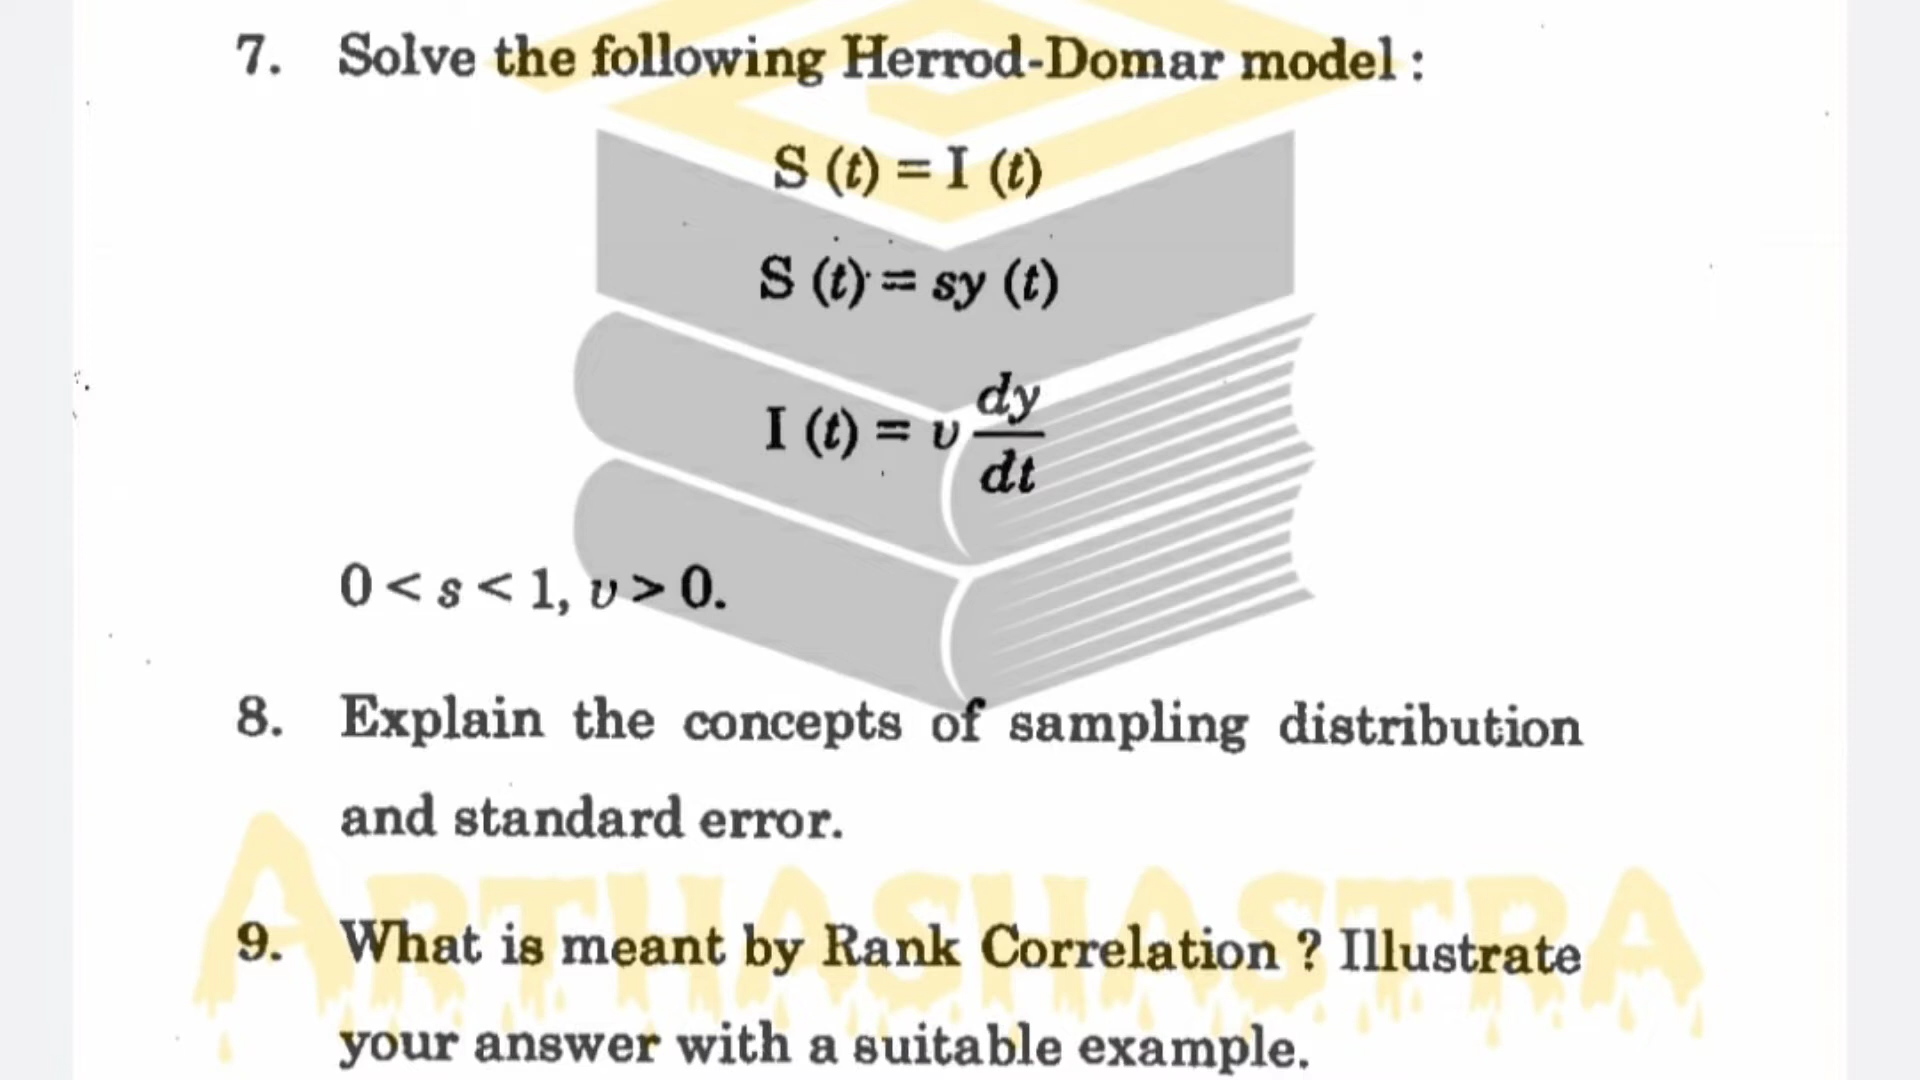 7. Solve the following Herrod-Domar model :
S (t) = I (t)
S (t) = sy (t)
I (t) = υ dy/dt
0 < s < 1, υ > 0.
8. Explain the concepts of sampling distribution
and standard error.
ARTHASHASTRA
9. What is meant by Rank Correlation ? Illustrate
your answer with a suitable example.